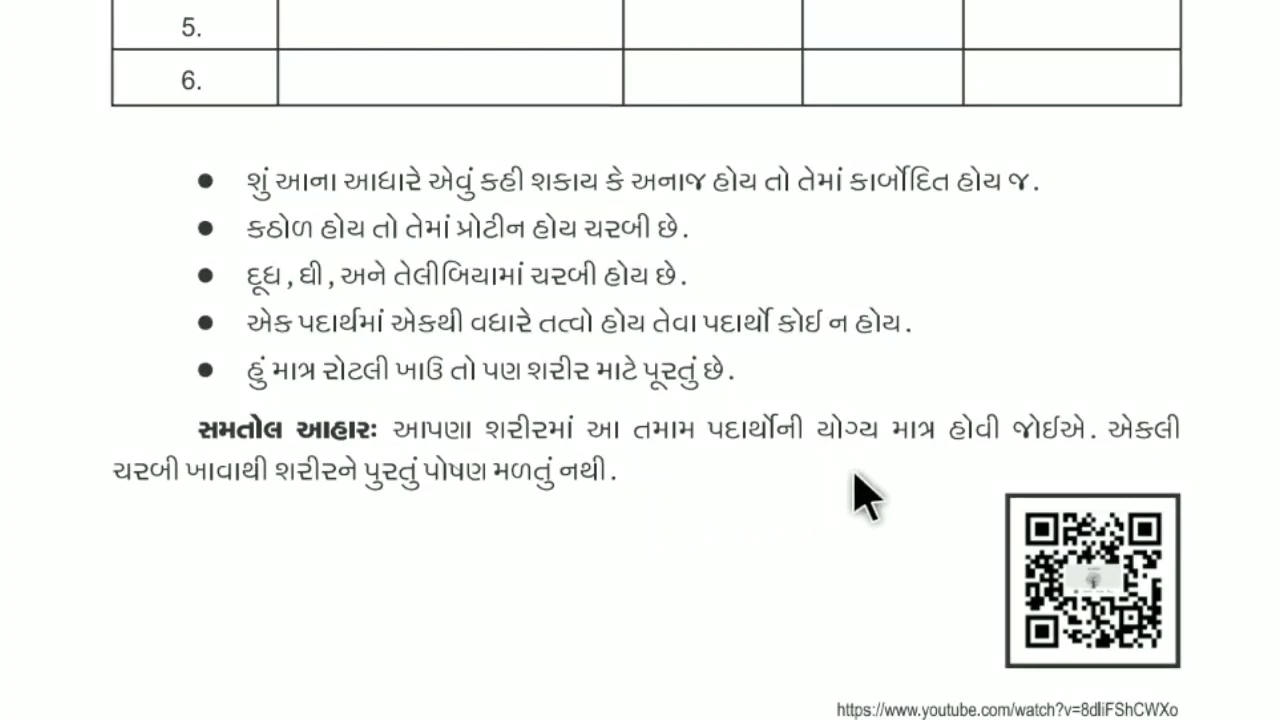 5.
6.
● શું આના આધારે એવું કહી શકાય કે અનાજ હોય તો તેમાં કાર્બોદિત હોય જ.
● કઠોળ હોય તો તેમાં પ્રોટીન હોય ચરબી છે.
● દૂધ, ઘી, અને તેલીબિયામાં ચરબી હોય છે.
● એક પદાર્થમાં એકથી વધારે તત્વો હોય તેવા પદાર્થો કોઈ ન હોય.
● હું માત્ર રોટલી ખાઉ તો પણ શરીર માટે પૂરતું છે.
સમતોલ આહારઃ આપણા શરીરમાં આ તમામ પદાર્થોની યોગ્ય માત્ર હોવી જોઈએ. એકલી
ચરબી ખાવાથી શરીરને પુરતું પોષણ મળતું નથી.
https://www.youtube.com/watch?v=8dliFShCWXo